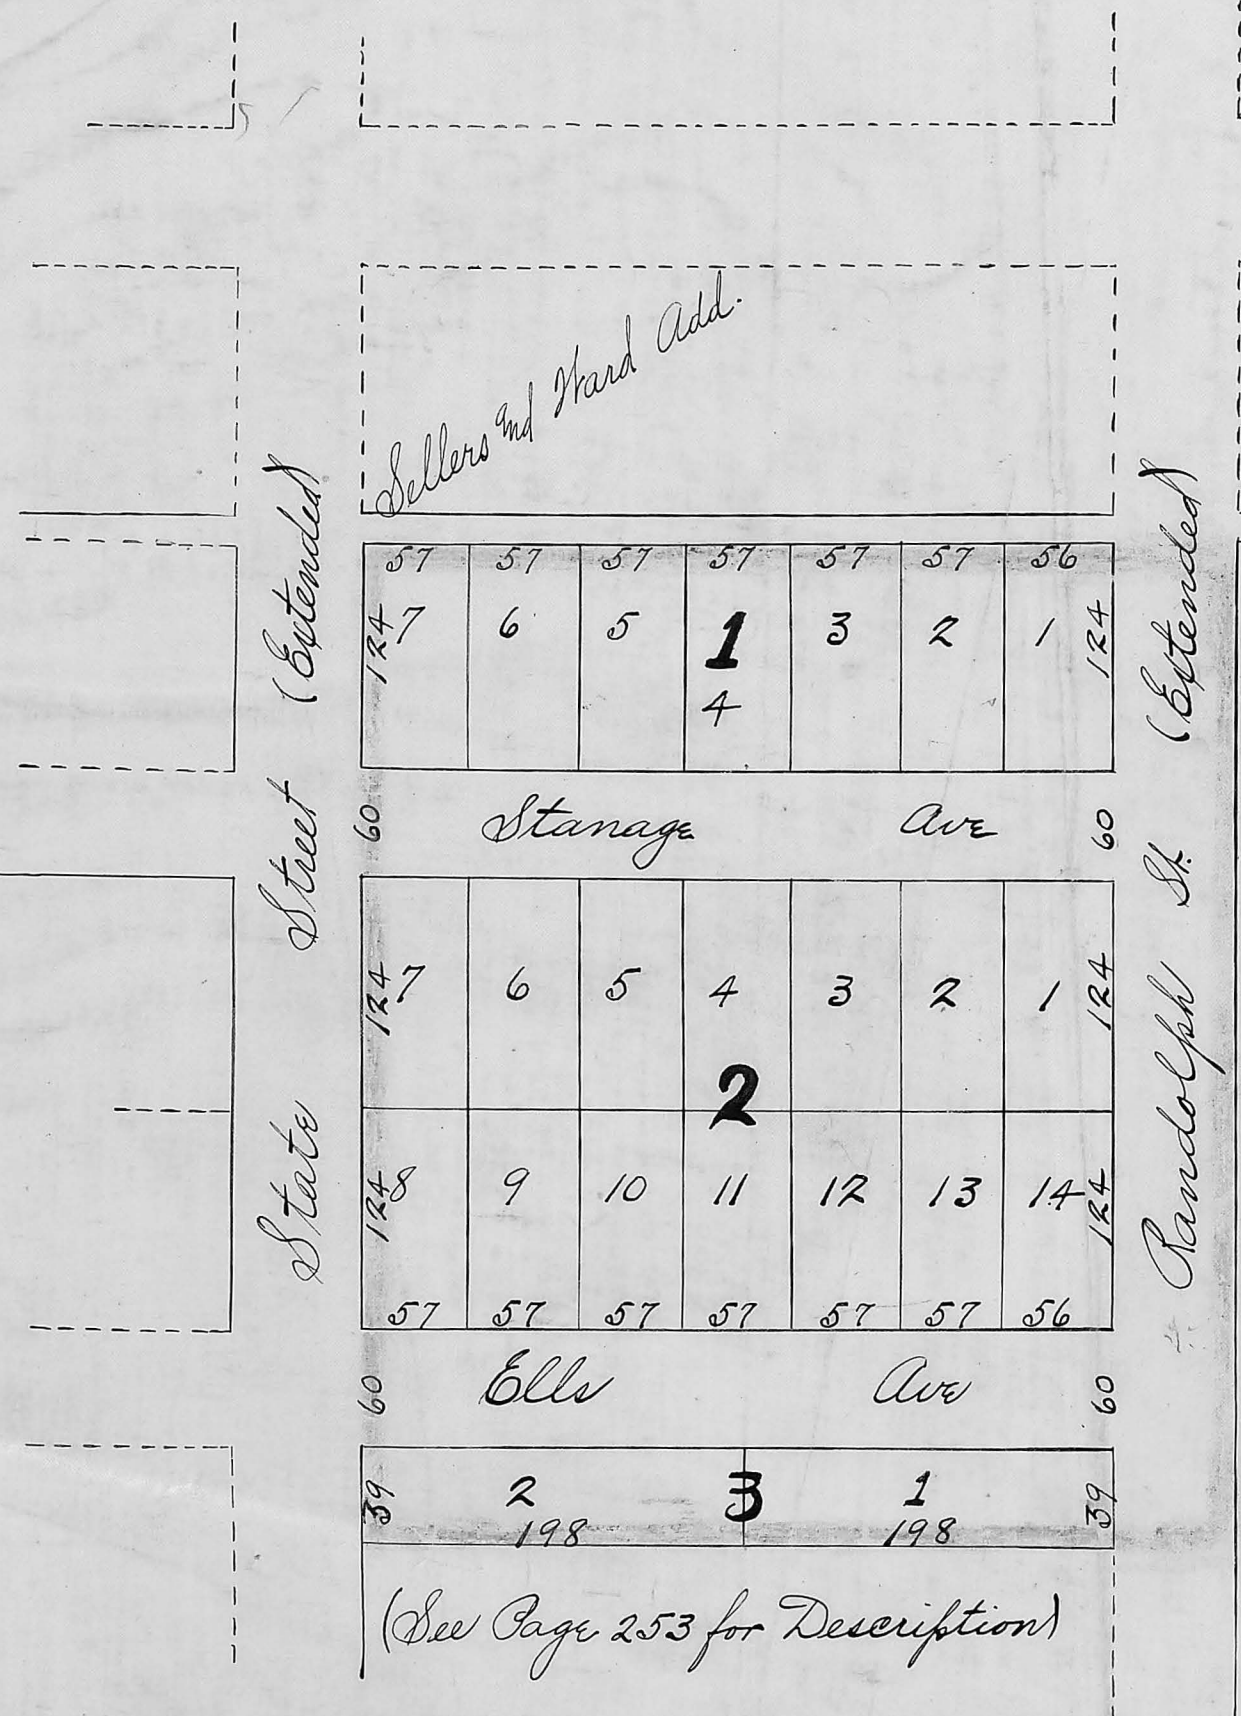 Sellers and Ward Add.
57 57 57 57 57 57 56
124 7 6 5 1 3 2 1 124
4
60 Stanage Ave 60
124 7 6 5 4 3 2 1 124
2
124 8 9 10 11 12 13 14 124
57 57 57 57 57 57 56
60 Ells Ave 60
39 2 3 1 39
198 198
(See Page 253 for Description)
State Street (Extended)
Randolph St. (Extended)